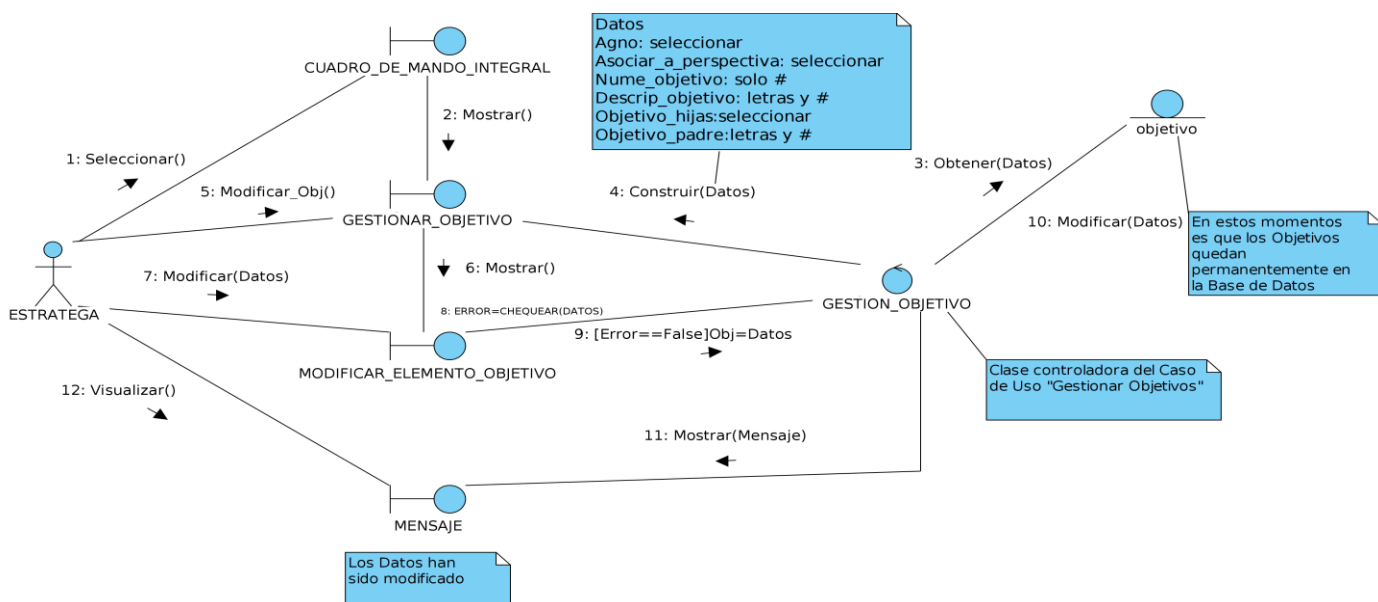 CUADRO_DE_MANDO_INTEGRAL
Datos
Agno: seleccionar
Asociar_a_perspectiva: seleccionar
Nume_objetivo: solo #
Descrip_objetivo: letras y #
Objetivo_hijas:seleccionar
Objetivo_padre:letras y #
objetivo
2: Mostrar()
1: Seleccionar()
3: Obtener(Datos)
5: Modificar_Obj()
4: Construir(Datos)
GESTIONAR_OBJETIVO
10: Modificar(Datos)
En estos momentos
es que los Objetivos
quedan
permanentemente en
la Base de Datos
6: Mostrar()
7: Modificar(Datos)
ESTRATEGA
8: ERROR=CHEQUEAR(DATOS)
GESTION_OBJETIVO
9: [Error==False]Obj=Datos
MODIFICAR_ELEMENTO_OBJETIVO
Clase controladora del Caso
de Uso "Gestionar Objetivos"
12: Visualizar()
11: Mostrar(Mensaje)
MENSAJE
Los Datos han
sido modificado